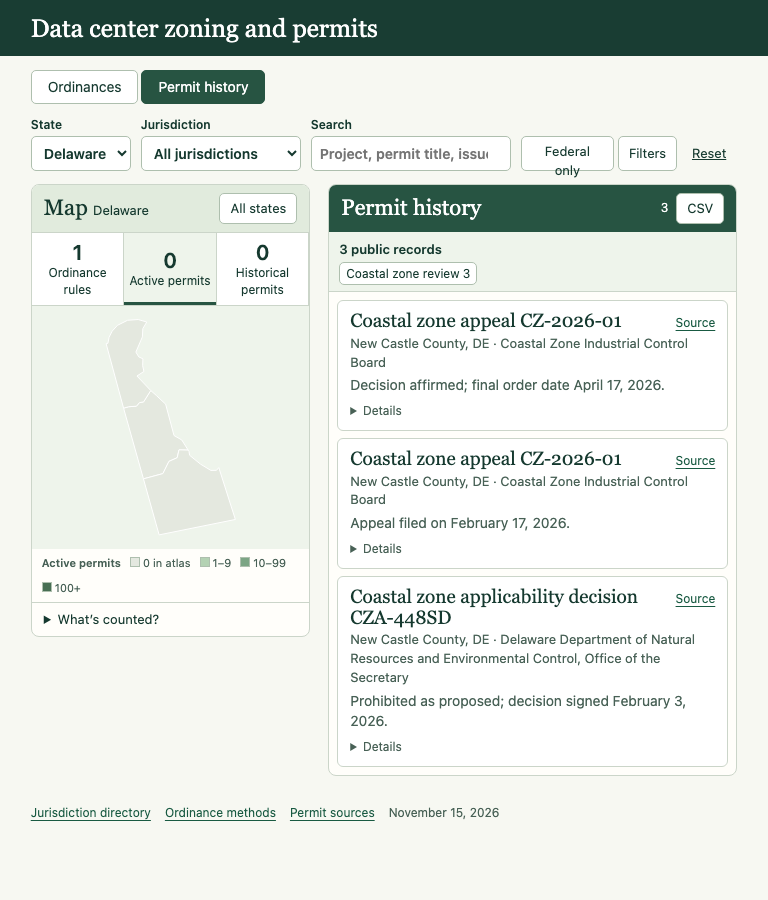 Data center zoning and permits
Ordinances
Permit history
State
Jurisdiction
Search
Delaware
All jurisdictions
Project, permit title, issu
Federal
only
Filters
Reset
Map Delaware
All states
1
Ordinance
rules
0
Active permits
0
Historical
permits
Active permits 0 in atlas 1–9 10–99
100+
What's counted?
Permit history
3
CSV
3 public records
Coastal zone review 3
Coastal zone appeal CZ-2026-01
Source
New Castle County, DE · Coastal Zone Industrial Control
Board
Decision affirmed; final order date April 17, 2026.
Details
Coastal zone appeal CZ-2026-01
Source
New Castle County, DE · Coastal Zone Industrial Control
Board
Appeal filed on February 17, 2026.
Details
Coastal zone applicability decision
CZA-448SD
Source
New Castle County, DE · Delaware Department of Natural
Resources and Environmental Control, Office of the
Secretary
Prohibited as proposed; decision signed February 3,
2026.
Details
Jurisdiction directory Ordinance methods Permit sources November 15, 2026